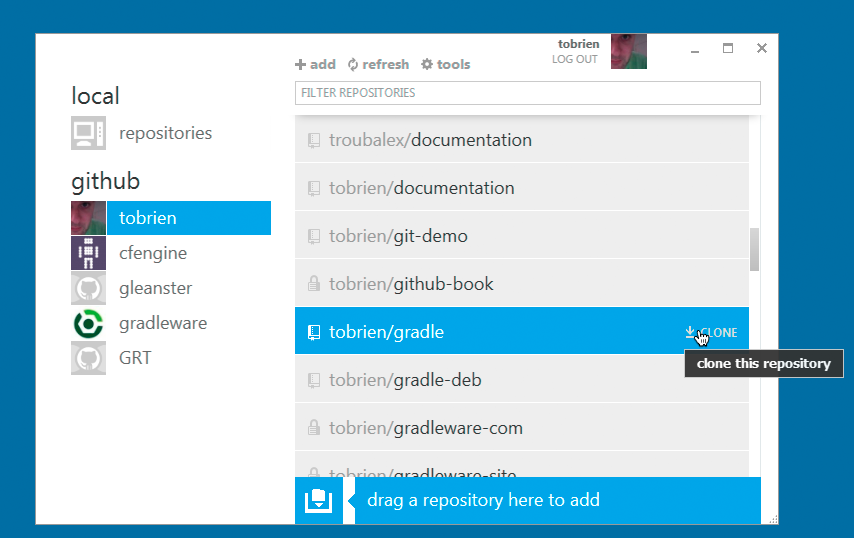 tobrien
LOG OUT
add refresh tools
FILTER REPOSITORIES
local
repositories
github
tobrien
cfengine
gleanster
gradleware
GRT
troubalex/documentation
tobrien/documentation
tobrien/git-demo
tobrien/github-book
tobrien/gradle
CLONE
clone this repository
tobrien/gradle-deb
tobrien/gradleware-com
tobrien/gradleware-site
drag a repository here to add